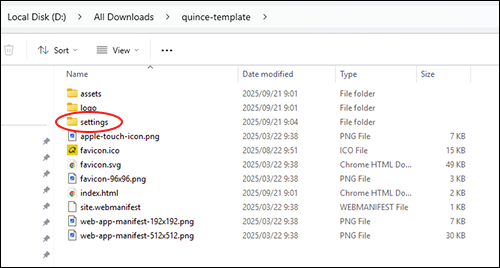 Local Disk (D:) > All Downloads > quince-template >
Sort View ...
Name Date modified Type Size
assets 2025/09/21 9:01 File folder
logo 2025/09/21 9:01 File folder
settings 2025/09/21 9:04 File folder
apple-touch-icon.png 2025/03/22 9:38 PNG File 7 KB
favicon.ico 2025/08/22 8:51 ICO File 15 KB
favicon.svg 2025/03/22 9:38 Chrome HTML Do... 49 KB
favicon-96x96.png 2025/03/22 9:38 PNG File 3 KB
index.html 2025/09/21 9:01 Chrome HTML Do... 26 KB
site.webmanifest 2025/03/22 9:38 WEBMANIFEST File 1 KB
web-app-manifest-192x192.png 2025/03/22 9:38 PNG File 7 KB
web-app-manifest-512x512.png 2025/03/22 9:38 PNG File 30 KB